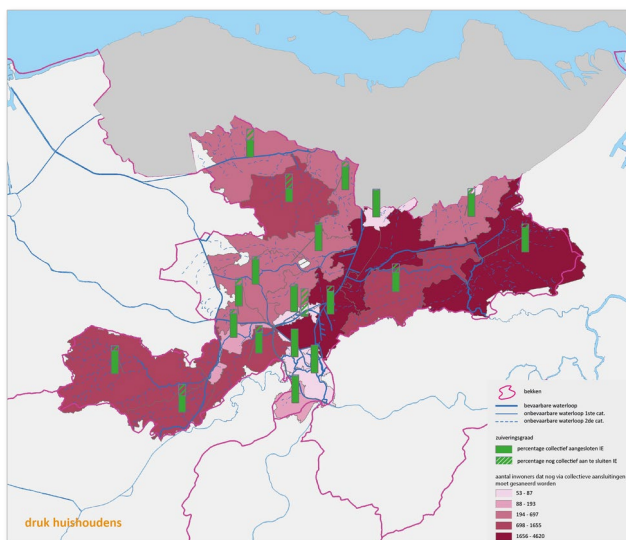 bekken
bevaarbare waterloop
onbevaarbare waterloop 1ste cat.
onbevaarbare waterloop 2de cat.
zuiveringsgraad
percentage collectief aangesloten IE
percentage nog collectief aan te sluiten IE
aantal inwoners dat nog via collectieve aansluitingen
moet gesaneerd worden
53 - 87
88 - 193
194 - 697
698 - 1655
1656 - 4620
druk huishoudens